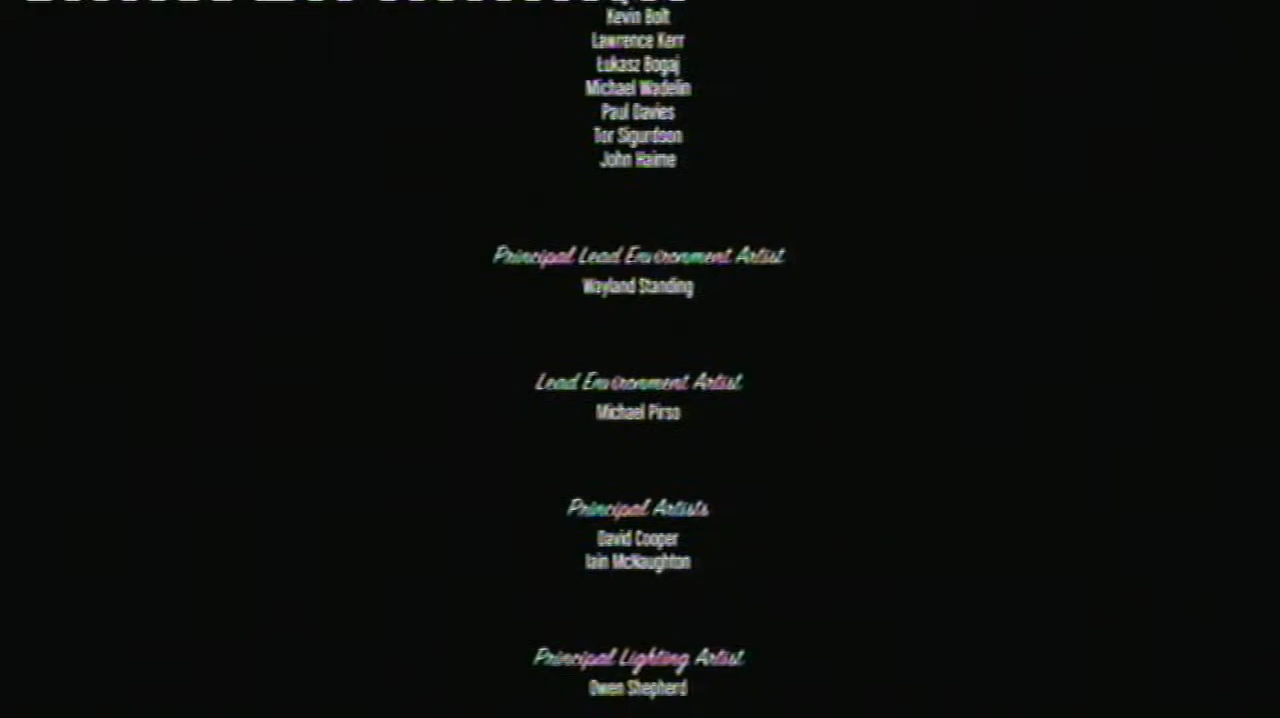 Kevin Bolt
Lawrence Kerr
Łukasz Bogaj
Michael Wadelin
Paul Davies
Tor Sigurdson
John Haime
Principal Lead Environment Artist
Wayland Standing
Lead Environment Artist
Michael Pirso
Principal Artists
David Cooper
Iain McNaughton
Principal Lighting Artist
Owen Shepherd